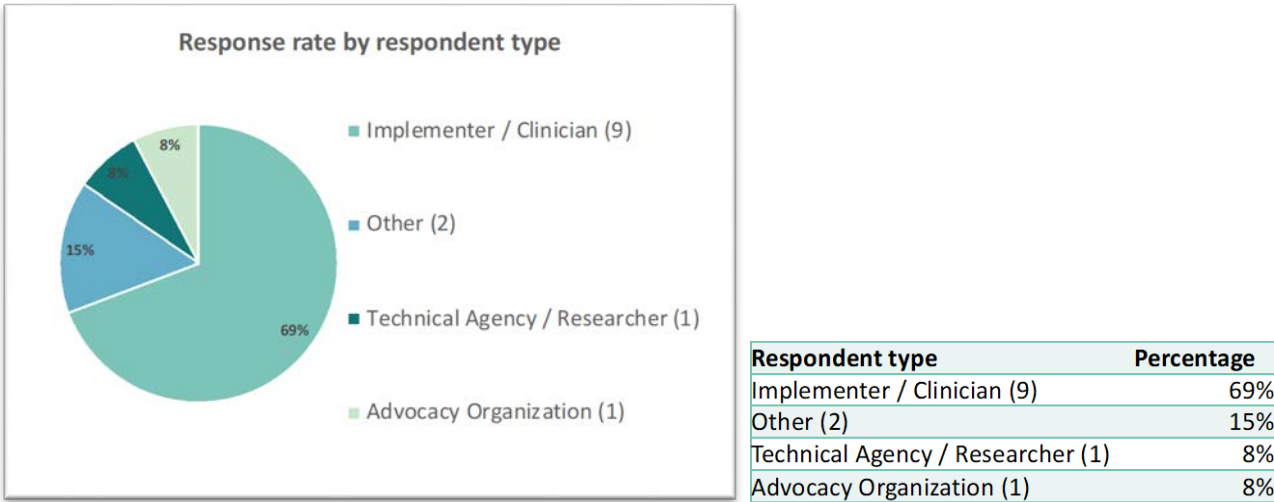 Response rate by respondent type
Implementer / Clinician (9)
Other (2)
Technical Agency / Researcher (1)
Advocacy Organization (1)
8%
8%
15%
69%
Respondent type Percentage
Implementer / Clinician (9) 69%
Other (2) 15%
Technical Agency / Researcher (1) 8%
Advocacy Organization (1) 8%